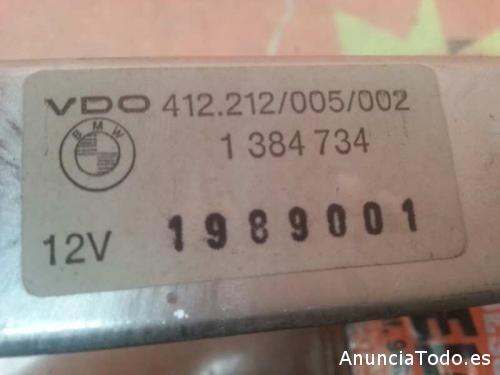 VDO 412.212/005/002
BMW
1 384 734
12V
1989001
AnunciaTodo.es